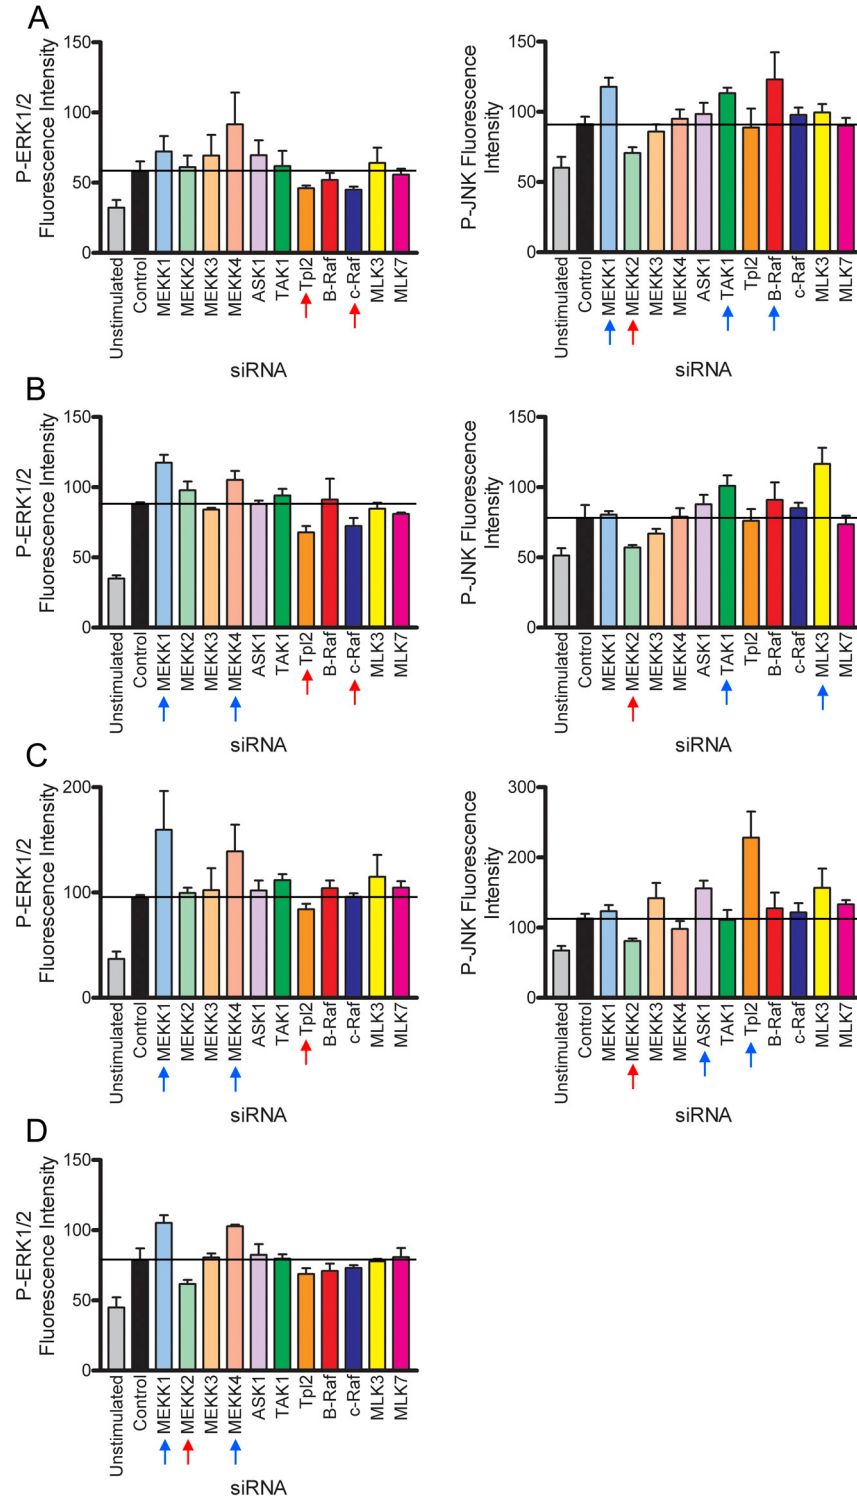 A
P-ERK1/2
Fluorescence Intensity
150
100
50
0
Unstimulated
Control
MEKK1
MEKK2
MEKK3
MEKK4
ASK1
TAK1
Tpl2
B-Raf
c-Raf
MLK3
MLK7
siRNA
P-JNK Fluorescence
Intensity
150
100
50
0
Unstimulated
Control
MEKK1
MEKK2
MEKK3
MEKK4
ASK1
TAK1
Tpl2
B-Raf
c-Raf
MLK3
MLK7
siRNA
B
P-ERK1/2
Fluorescence Intensity
150
100
50
0
Unstimulated
Control
MEKK1
MEKK2
MEKK3
MEKK4
ASK1
TAK1
Tpl2
B-Raf
c-Raf
MLK3
MLK7
siRNA
P-JNK Fluorescence
Intensity
150
100
50
0
Unstimulated
Control
MEKK1
MEKK2
MEKK3
MEKK4
ASK1
TAK1
Tpl2
B-Raf
c-Raf
MLK3
MLK7
siRNA
C
P-ERK1/2
Fluorescence Intensity
200
100
0
Unstimulated
Control
MEKK1
MEKK2
MEKK3
MEKK4
ASK1
TAK1
Tpl2
B-Raf
c-Raf
MLK3
MLK7
siRNA
P-JNK Fluorescence
Intensity
300
200
100
0
Unstimulated
Control
MEKK1
MEKK2
MEKK3
MEKK4
ASK1
TAK1
Tpl2
B-Raf
c-Raf
MLK3
MLK7
siRNA
D
P-ERK1/2
Fluorescence Intensity
150
100
50
0
Unstimulated
Control
MEKK1
MEKK2
MEKK3
MEKK4
ASK1
TAK1
Tpl2
B-Raf
c-Raf
MLK3
MLK7
siRNA